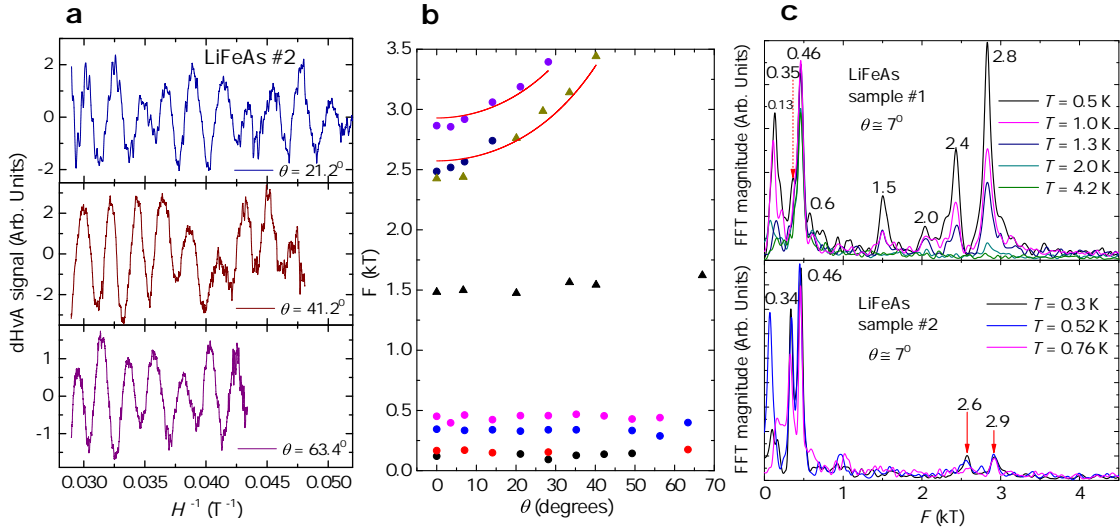 a
LiFeAs #2
2
0
-2
θ = 21.2⁰
2
0
-2
θ = 41.2⁰
1
0
-1
θ = 63.4⁰
dHvA signal (Arb. Units)
0.030 0.035 0.040 0.045 0.050
H ⁻¹ (T⁻¹)
b
3.5
3.0
2.5
2.0
1.5
1.0
0.5
0.0
F (kT)
0 10 20 30 40 50 60 70
θ (degrees)
c
0.46
0.35
0.13
0.6
1.5
2.0
2.4
2.8
LiFeAs
sample #1
θ ≅ 7⁰
T = 0.5 K
T = 1.0 K
T = 1.3 K
T = 2.0 K
T = 4.2 K
FFT magnitude (Arb. Units)
0.46
0.34
LiFeAs
sample #2
θ ≅ 7⁰
T = 0.3 K
T = 0.52 K
T = 0.76 K
2.6
2.9
FFT magnitude (Arb. Units)
0 1 2 3 4
F (kT)